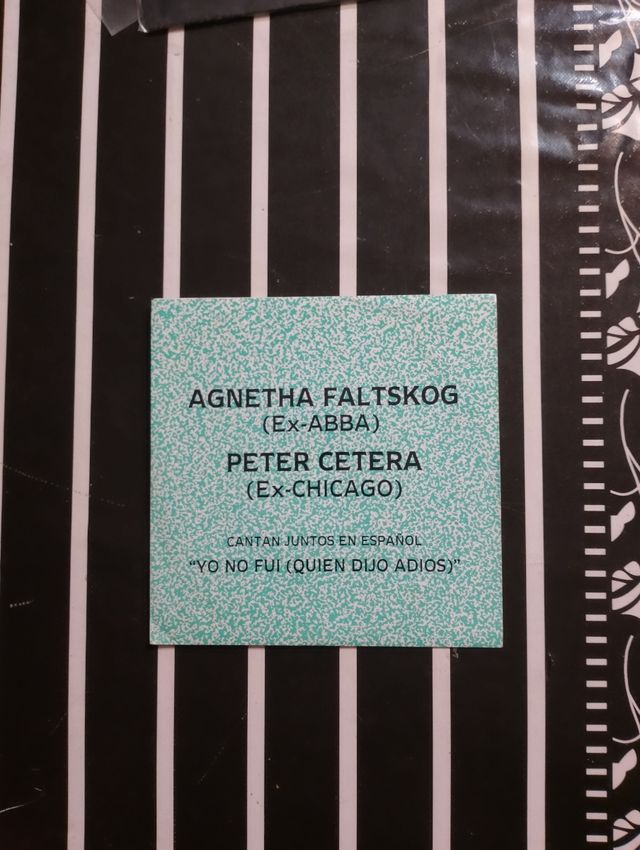 AGNETHA FALTSKOG
(Ex-ABBA)
PETER CETERA
(Ex-CHICAGO)
CANTAN JUNTOS EN ESPAÑOL
“YO NO FUI (QUIEN DIJO ADIOS)”